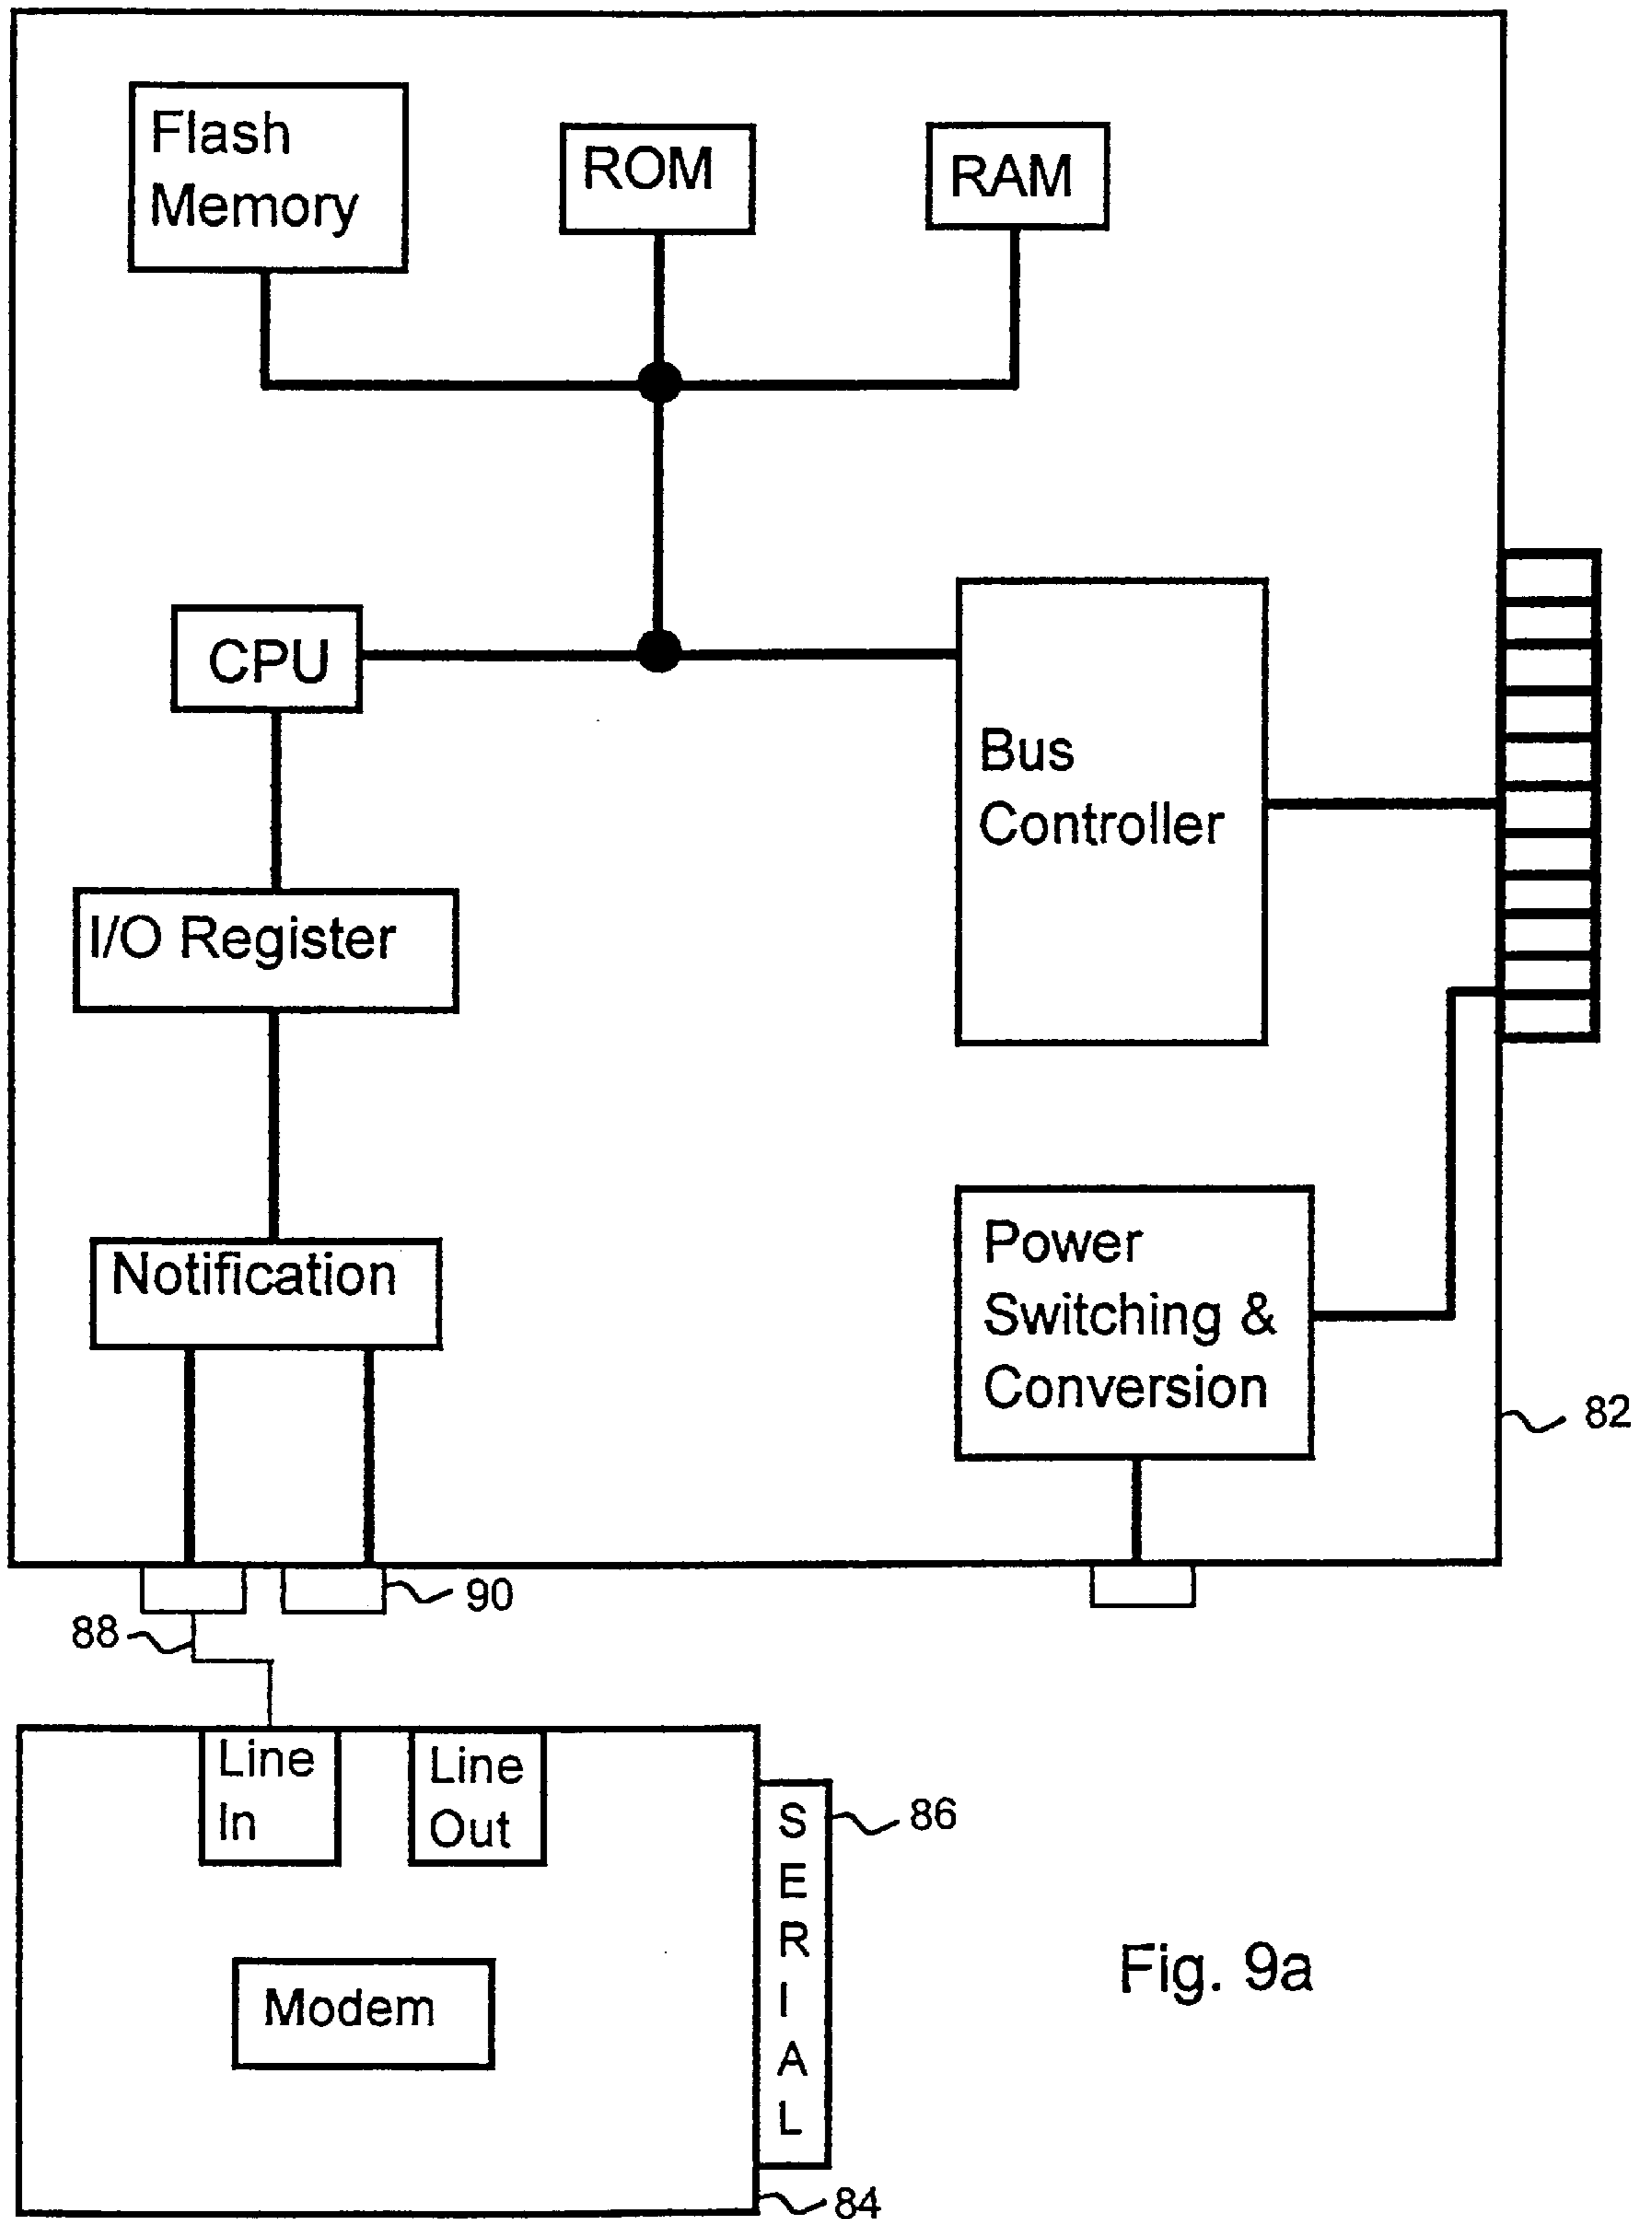 Flash
Memory
ROM
RAM
CPU
Bus
Controller
I/O Register
Notification
Power
Switching &
Conversion
82
90
88
Line
In
Line
Out
SERIAL
86
Modem
Fig. 9a
84